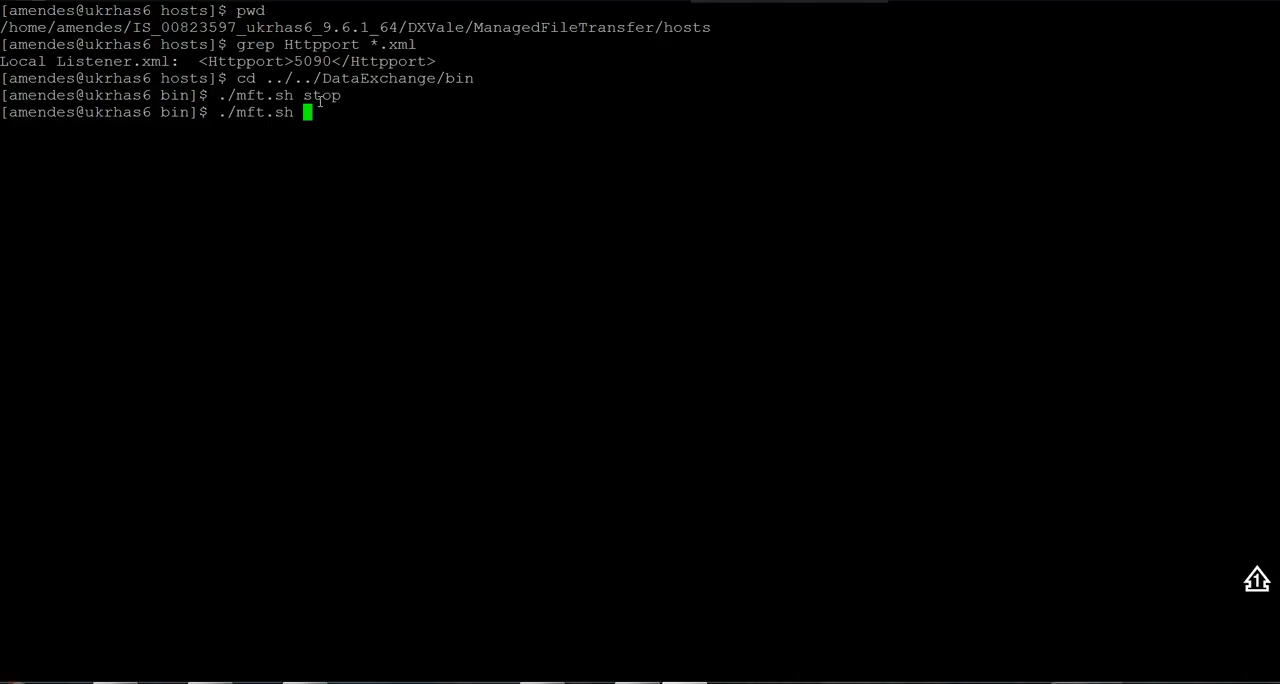 [amendes@ukrhas6 hosts]$ pwd
/home/amendes/IS_00823597_ukrhas6_9.6.1_64/DXVale/ManagedFileTransfer/hosts
[amendes@ukrhas6 hosts]$ grep Httpport *.xml
Local Listener.xml:  <Httpport>5090</Httpport>
[amendes@ukrhas6 hosts]$ cd ../../DataExchange/bin
[amendes@ukrhas6 bin]$ ./mft.sh stop
[amendes@ukrhas6 bin]$ ./mft.sh
1